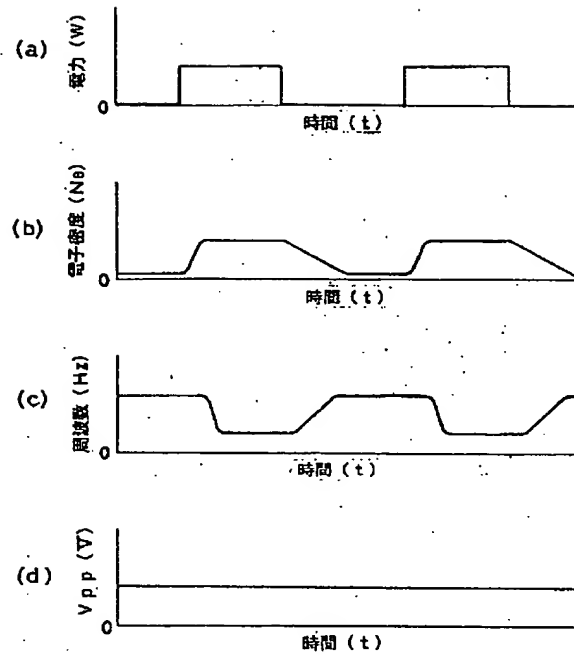 (a)
電力 (W)
0
時間 (t)
(b)
電子密度 (Ne)
0
時間 (t)
(c)
周波数 (Hz)
0
時間 (t)
(d)
Vpp (V)
0
時間 (t)